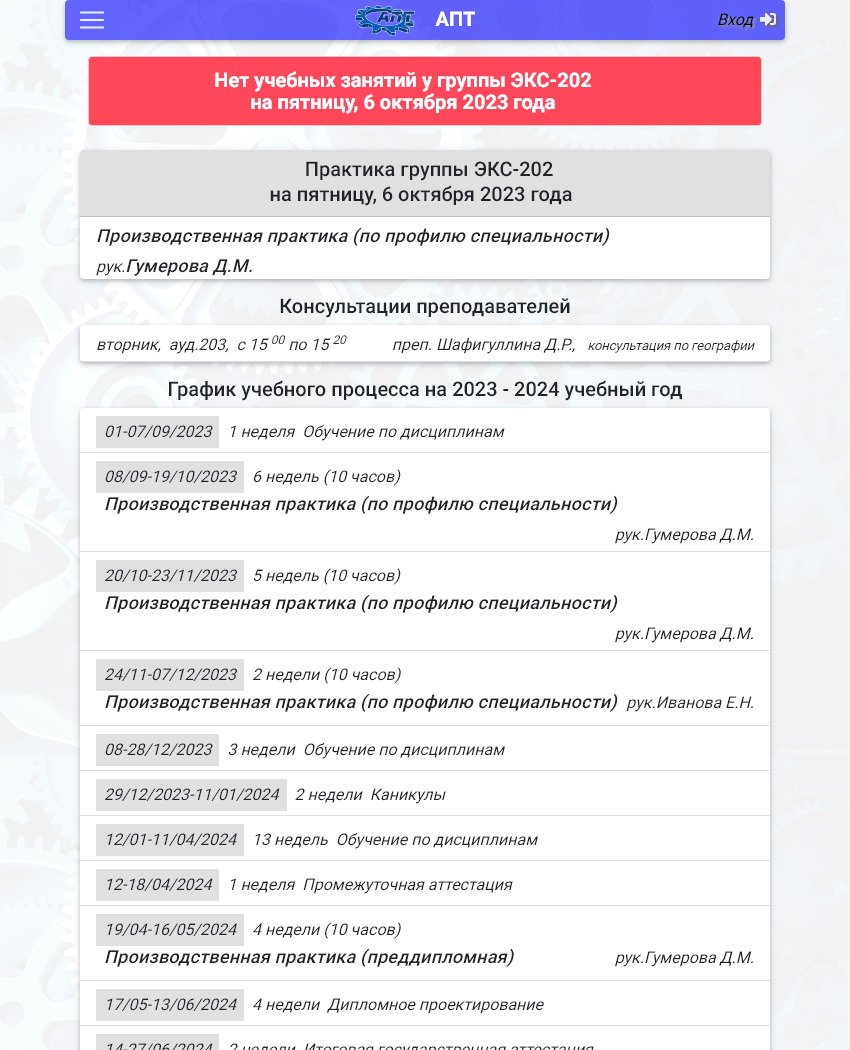 АПТ АПТ Вход
Нет учебных занятий у группы ЭКС-202
на пятницу, 6 октября 2023 года
Практика группы ЭКС-202
на пятницу, 6 октября 2023 года
Производственная практика (по профилю специальности)
рук.Гумерова Д.М.
Консультации преподавателей
вторник, ауд.203, с 15 00 по 15 20 преп. Шафигуллина Д.Р., консультация по географии
График учебного процесса на 2023 - 2024 учебный год
01-07/09/2023 1 неделя Обучение по дисциплинам
08/09-19/10/2023 6 недель (10 часов)
Производственная практика (по профилю специальности)
рук.Гумерова Д.М.
20/10-23/11/2023 5 недель (10 часов)
Производственная практика (по профилю специальности)
рук.Гумерова Д.М.
24/11-07/12/2023 2 недели (10 часов)
Производственная практика (по профилю специальности) рук.Иванова Е.Н.
08-28/12/2023 3 недели Обучение по дисциплинам
29/12/2023-11/01/2024 2 недели Каникулы
12/01-11/04/2024 13 недель Обучение по дисциплинам
12-18/04/2024 1 неделя Промежуточная аттестация
19/04-16/05/2024 4 недели (10 часов)
Производственная практика (преддипломная) рук.Гумерова Д.М.
17/05-13/06/2024 4 недели Дипломное проектирование
14-27/06/2024 2 недели Итоговая государственная аттестация